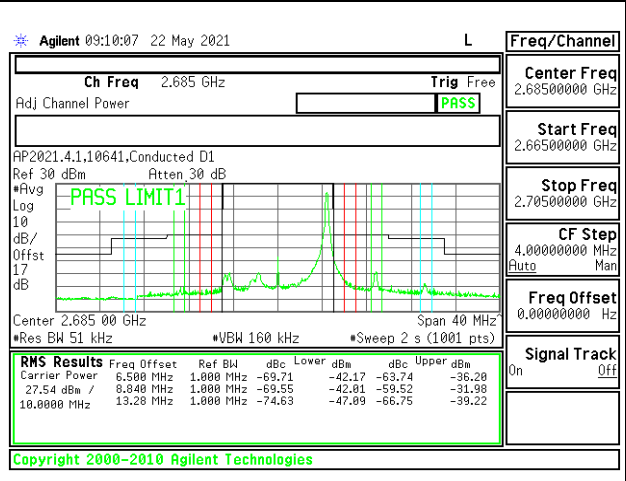 Agilent 09:10:07 22 May 2021 L
Freq/Channel
Ch Freq 2.685 GHz Trig Free
Adj Channel Power PASS
AP2021.4.1,10641,Conducted D1
Ref 30 dBm Atten 30 dB
#Avg
Log
10
dB/
Offst
17
dB
PASS LIMIT1
Center 2.685 00 GHz Span 40 MHz
#Res BW 51 kHz #VBW 160 kHz #Sweep 2 s (1001 pts)
RMS Results Freq Offset Ref BW dBc Lower dBm dBc Upper dBm
Carrier Power 6.500 MHz 1.000 MHz -69.71 -42.17 -63.74 -36.20
27.54 dBm / 8.840 MHz 1.000 MHz -69.55 -42.01 -59.52 -31.98
10.0000 MHz 13.28 MHz 1.000 MHz -74.63 -47.09 -66.75 -39.22
Center Freq
2.68500000 GHz
Start Freq
2.66500000 GHz
Stop Freq
2.70500000 GHz
CF Step
4.00000000 MHz
Auto Man
Freq Offset
0.00000000 Hz
Signal Track
On Off
Copyright 2000-2010 Agilent Technologies